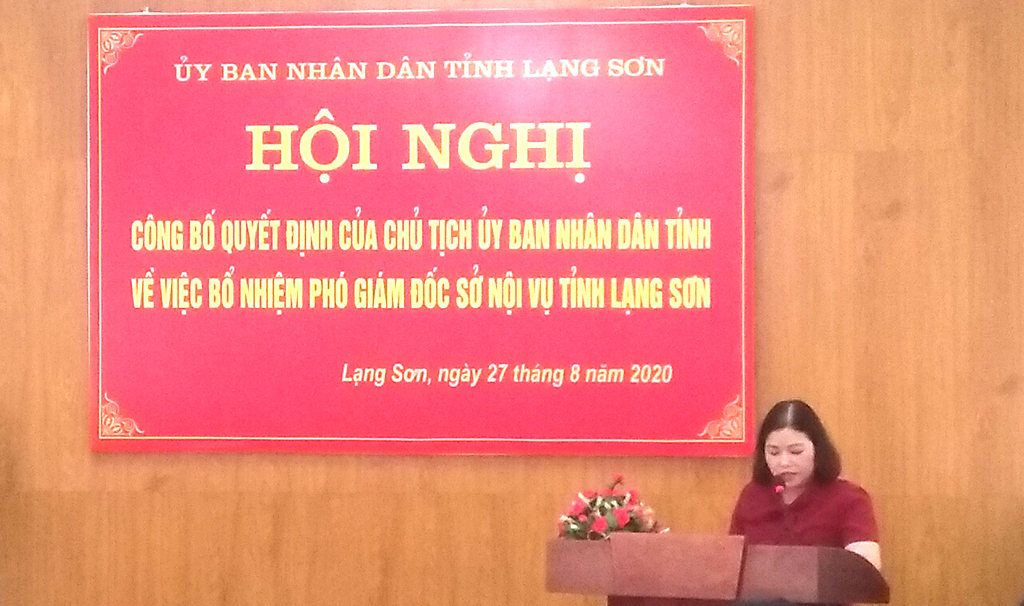 ỦY BAN NHÂN DÂN TỈNH LẠNG SƠN
HỘI NGHỊ
CÔNG BỐ QUYẾT ĐỊNH CỦA CHỦ TỊCH ỦY BAN NHÂN DÂN TỈNH
VỀ VIỆC BỔ NHIỆM PHÓ GIÁM ĐỐC SỞ NỘI VỤ TỈNH LẠNG SƠN
Lạng Sơn, ngày 27 tháng 8 năm 2020